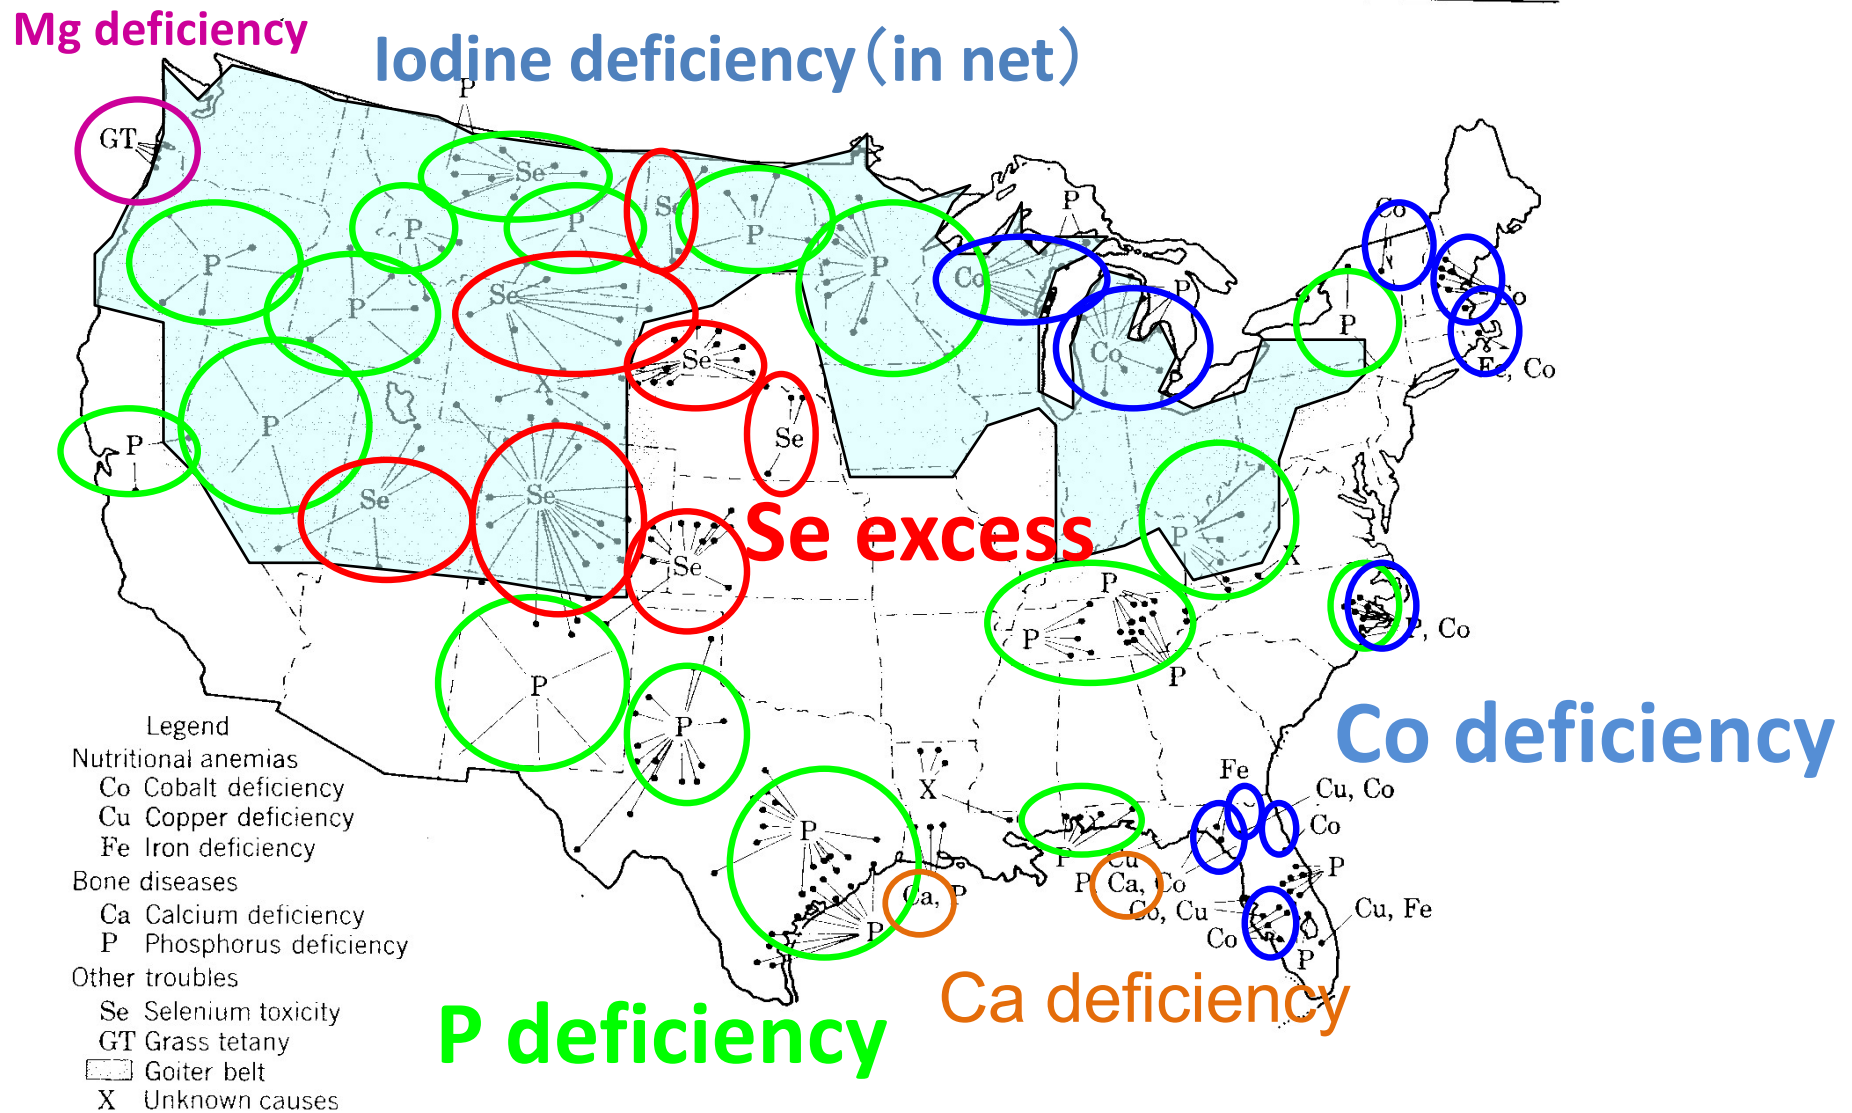 Mg deficiency
Iodine deficiency（in net）
P
GT
Se
Se
P
P
P
P
P
Co
P
Co
P
P
Co
P
Co
Fe, Co
P
Se
Se
X
Se
P
P
Se
Se
Se
Se excess
P
X
P
P
P
P, Co
P
P
Co deficiency
Legend
Nutritional anemias
Co Cobalt deficiency
Cu Copper deficiency
Fe Iron deficiency
Bone diseases
Ca Calcium deficiency
P Phosphorus deficiency
Other troubles
Se Selenium toxicity
GT Grass tetany
Goiter belt
X Unknown causes
X
P
P
Ca, P
P
Cu
P, Ca, Co
Co, Cu
Co
Fe
Cu, Co
Co
P
Cu, Fe
P
Ca deficiency
P deficiency